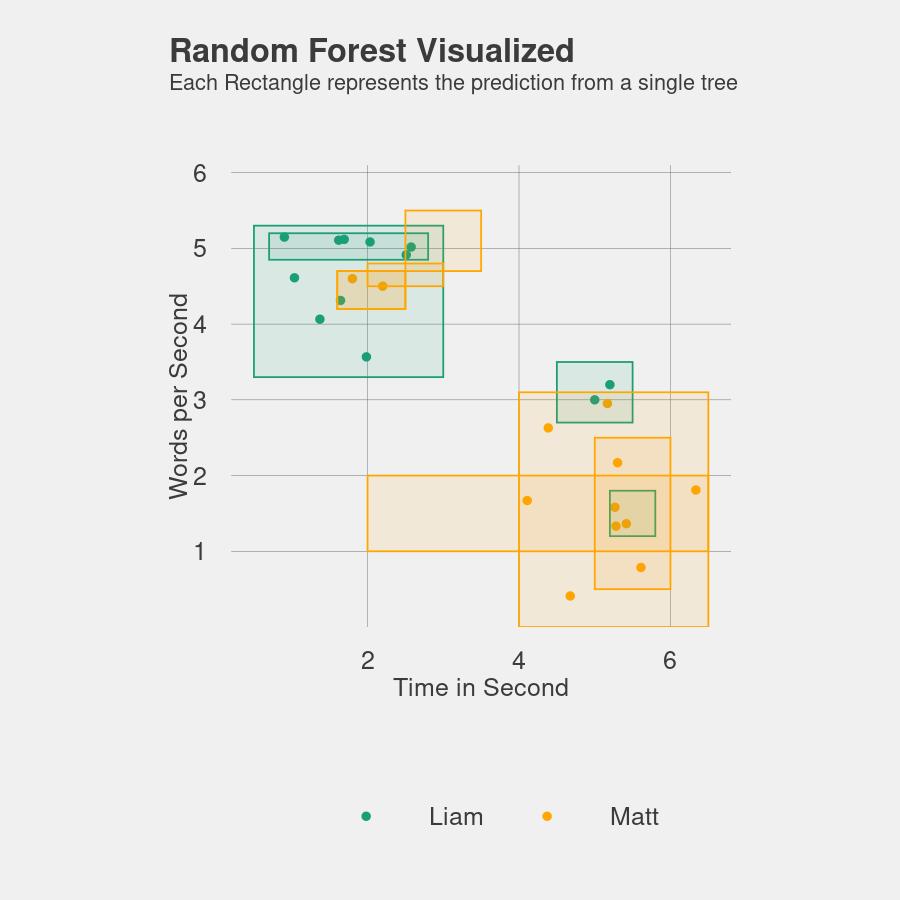 Random Forest Visualized
Each Rectangle represents the prediction from a single tree
6
5
4
3
2
1
Words per Second
2 4 6
Time in Second
Liam Matt